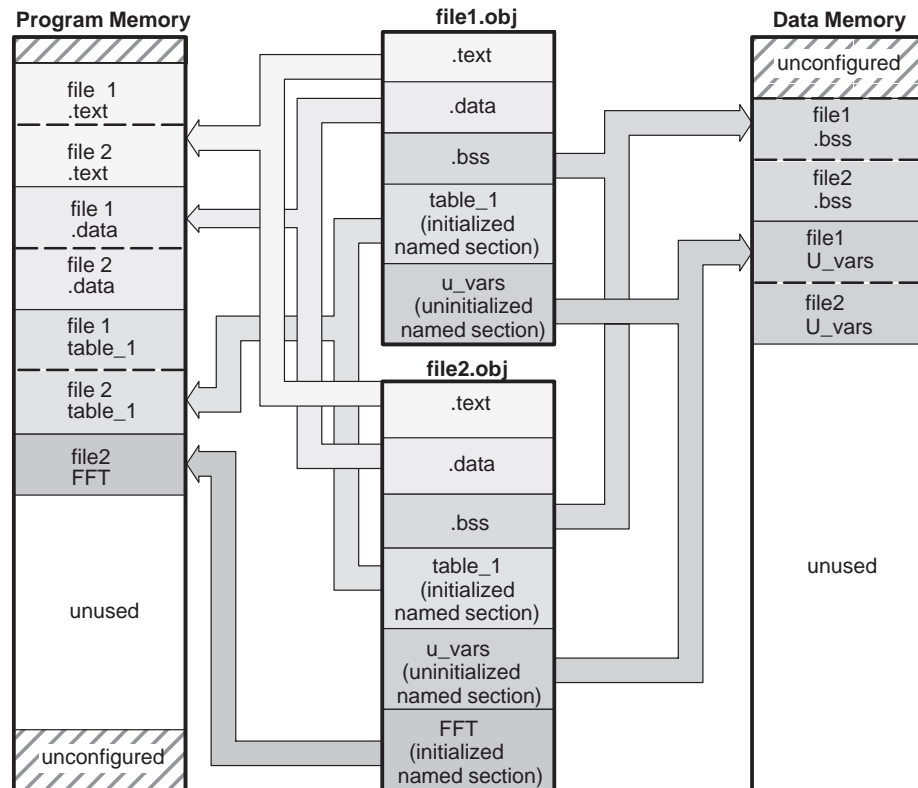 Program Memory
file 1
.text
file 2
.text
file 1
.data
file 2
.data
file 1
table_1
file 2
table_1
file2
FFT
unused
unconfigured
file1.obj
.text
.data
.bss
table_1
(initialized
named section)
u_vars
(uninitialized
named section)
file2.obj
.text
.data
.bss
table_1
(initialized
named section)
u_vars
(uninitialized
named section)
FFT
(initialized
named section)
Data Memory
unconfigured
file1
.bss
file2
.bss
file1
U_vars
file2
U_vars
unused